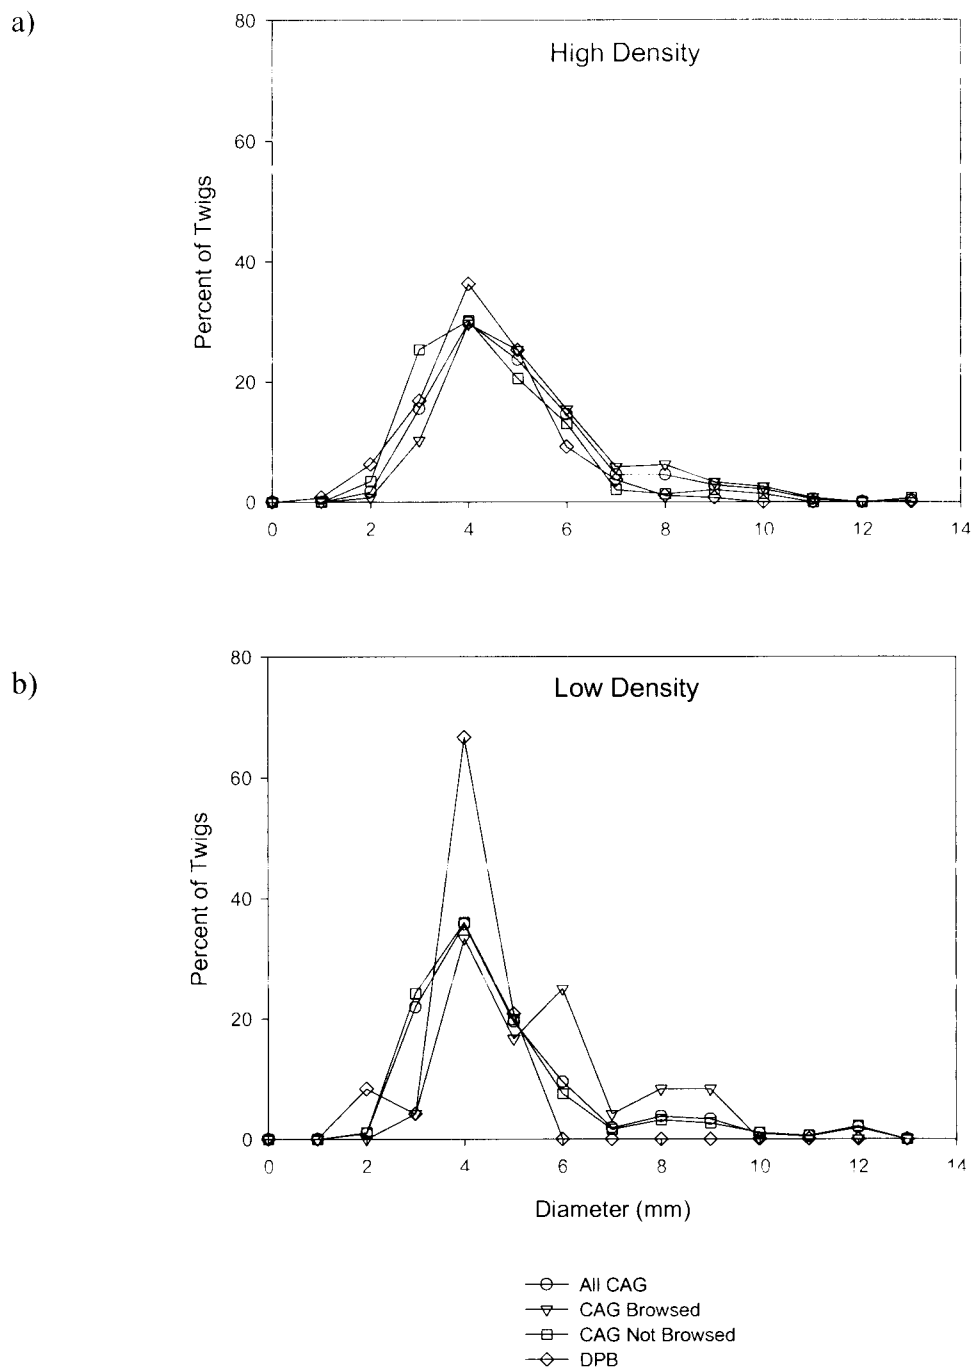 a)
High Density
Percent of Twigs
80
60
40
20
0
0 2 4 6 8 10 12 14
b)
Low Density
Percent of Twigs
80
60
40
20
0
0 2 4 6 8 10 12 14
Diameter (mm)
All CAG
CAG Browsed
CAG Not Browsed
DPB